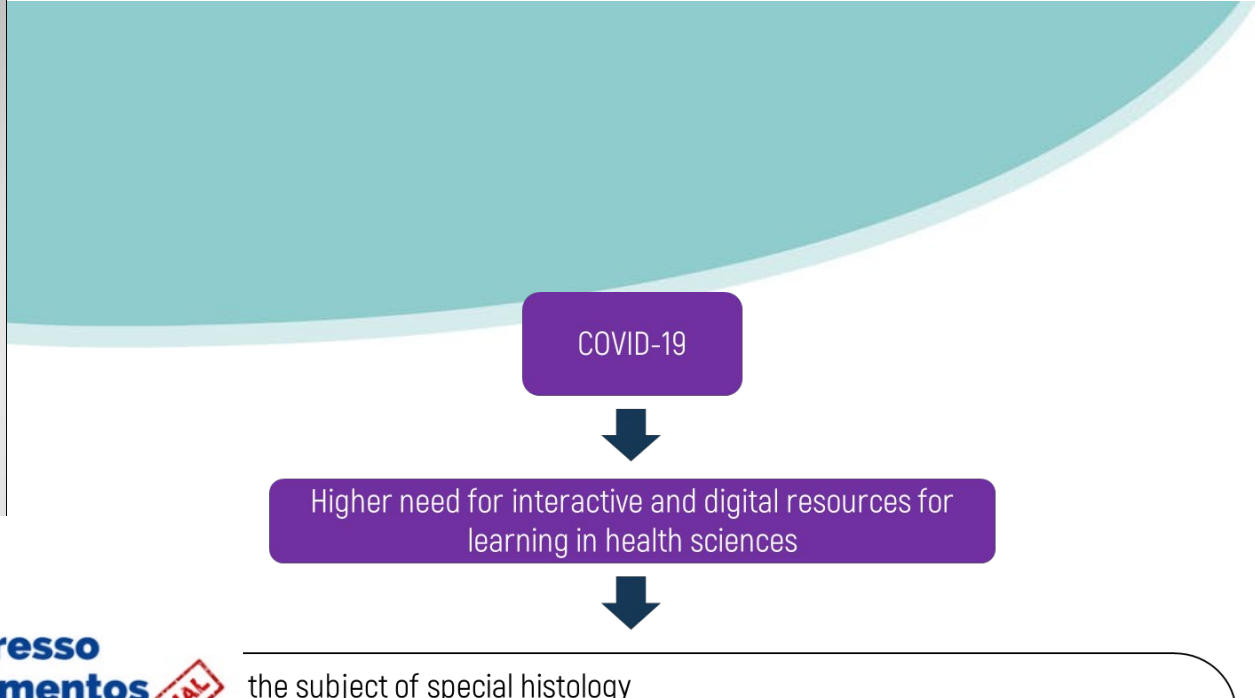 COVID-19
Higher need for interactive and digital resources for
learning in health sciences
resso
mentos
the subject of special histology